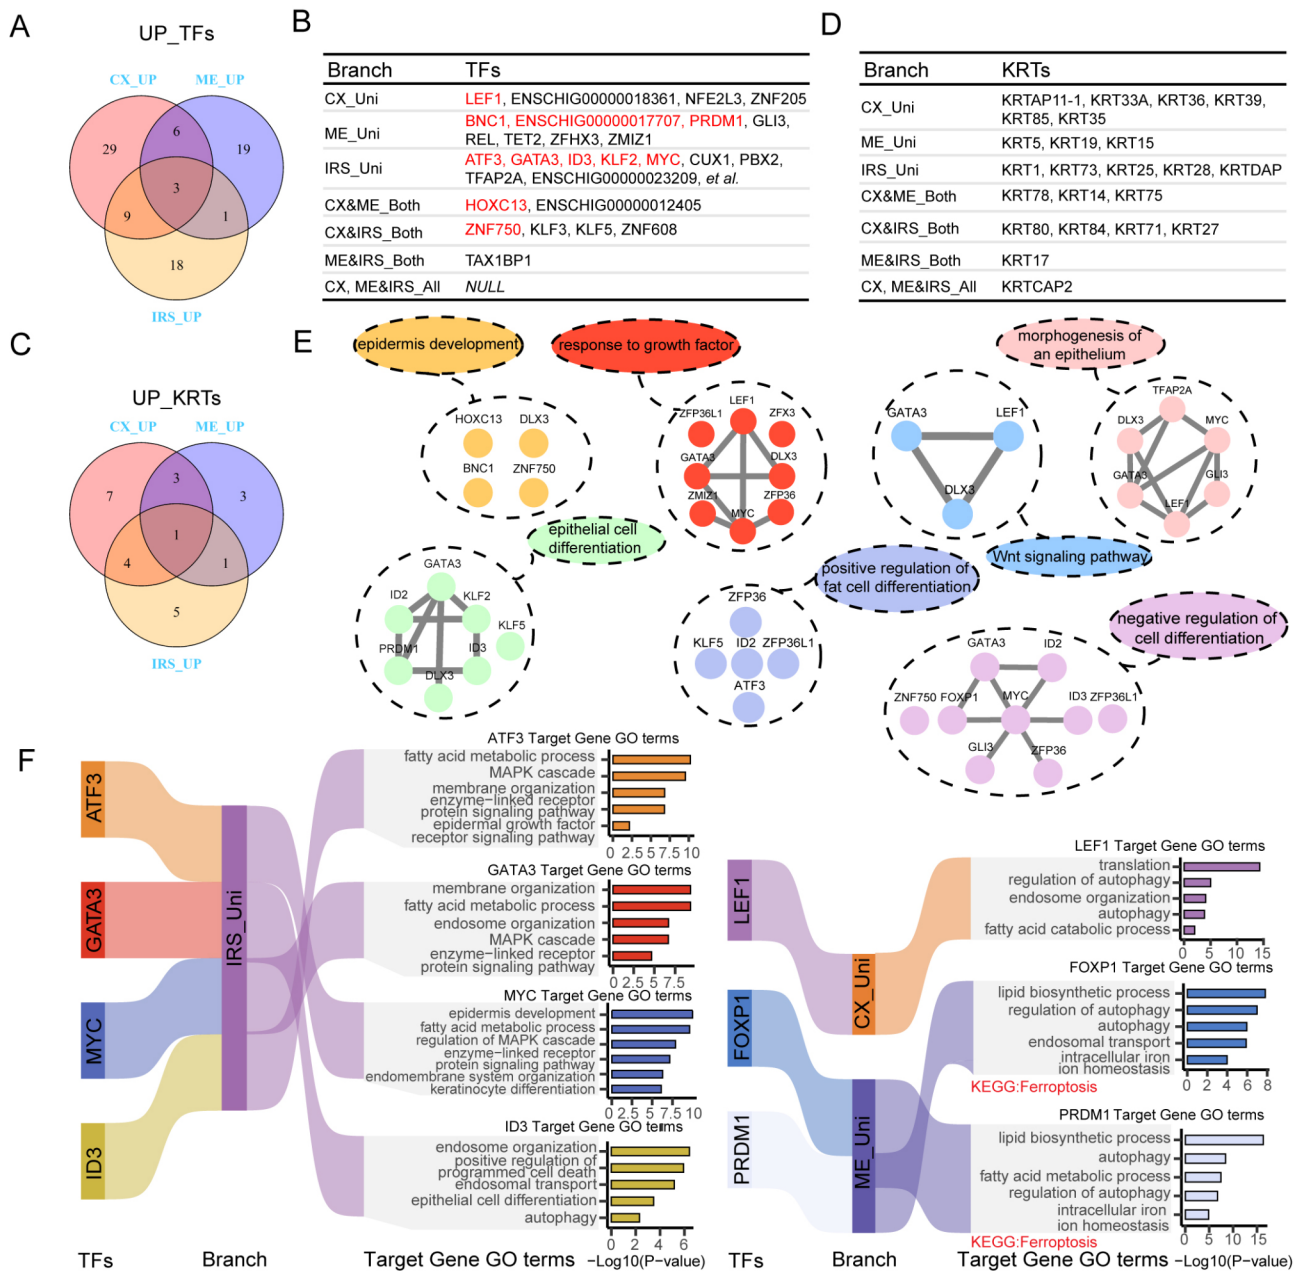 A
UP_TFs
CX_UP
ME_UP
29
6
19
3
9
1
18
IRS_UP
B
Branch TFs
CX_Uni LEF1, ENSCHIG00000018361, NFE2L3, ZNF205
ME_Uni BNC1, ENSCHIG00000017707, PRDM1, GLI3,
REL, TET2, ZFHX3, ZMIZ1
IRS_Uni ATF3, GATA3, ID3, KLF2, MYC, CUX1, PBX2,
TFAP2A, ENSCHIG00000023209, et al.
CX&ME_Both HOXC13, ENSCHIG00000012405
CX&IRS_Both ZNF750, KLF3, KLF5, ZNF608
ME&IRS_Both TAX1BP1
CX, ME&IRS_All NULL
D
Branch KRTs
CX_Uni KRTAP11-1, KRT33A, KRT36, KRT39,
KRT85, KRT35
ME_Uni KRT5, KRT19, KRT15
IRS_Uni KRT1, KRT73, KRT25, KRT28, KRTDAP
CX&ME_Both KRT78, KRT14, KRT75
CX&IRS_Both KRT80, KRT84, KRT71, KRT27
ME&IRS_Both KRT17
CX, ME&IRS_All KRTCAP2
C
UP_KRTs
CX_UP
ME_UP
7
3
3
1
4
1
5
IRS_UP
E
epidermis development
HOXC13 DLX3
BNC1 ZNF750
response to growth factor
LEF1
ZFP36L1 ZFX3
GATA3 DLX3
ZMIZ1 ZFP36
MYC
GATA3 LEF1
DLX3
Wnt signaling pathway
morphogenesis of
an epithelium
TFAP2A
DLX3 MYC
GATA3 GLI3
LEF1
epithelial cell
differentiation
GATA3
ID2 KLF2
KLF5
PRDM1 ID3
DLX3
positive regulation of
fat cell differentiation
ZFP36
KLF5 ID2 ZFP36L1
ATF3
negative regulation of
cell differentiation
GATA3 ID2
ZNF750 FOXP1 MYC ID3 ZFP36L1
GLI3 ZFP36
F
ATF3
GATA3
MYC
ID3
IRS_Uni
ATF3 Target Gene GO terms
fatty acid metabolic process
MAPK cascade
membrane organization
enzyme−linked receptor
protein signaling pathway
epidermal growth factor
receptor signaling pathway
0 2.5 5 7.5 10
GATA3 Target Gene GO terms
membrane organization
fatty acid metabolic process
endosome organization
MAPK cascade
enzyme−linked receptor
protein signaling pathway
0 2.5 5 7.5
MYC Target Gene GO terms
epidermis development
fatty acid metabolic process
regulation of MAPK cascade
enzyme−linked receptor
protein signaling pathway
endomembrane system organization
keratinocyte differentiation
0 2.5 5 7.5 10
ID3 Target Gene GO terms
endosome organization
positive regulation of
programmed cell death
endosomal transport
epithelial cell differentiation
autophagy
0 2 4 6
TFs Branch Target Gene GO terms −Log10(P−value)
LEF1
FOXP1
PRDM1
CX_Uni
ME_Uni
LEF1 Target Gene GO terms
translation
regulation of autophagy
endosome organization
autophagy
fatty acid catabolic process
0 5 10 15
FOXP1 Target Gene GO terms
lipid biosynthetic process
regulation of autophagy
autophagy
endosomal transport
intracellular iron
ion homeostasis
KEGG:Ferroptosis
0 2 4 6 8
PRDM1 Target Gene GO terms
lipid biosynthetic process
autophagy
fatty acid metabolic process
regulation of autophagy
intracellular iron
ion homeostasis
KEGG:Ferroptosis
0 5 10 15
TFs Branch Target Gene GO terms −Log10(P−value)